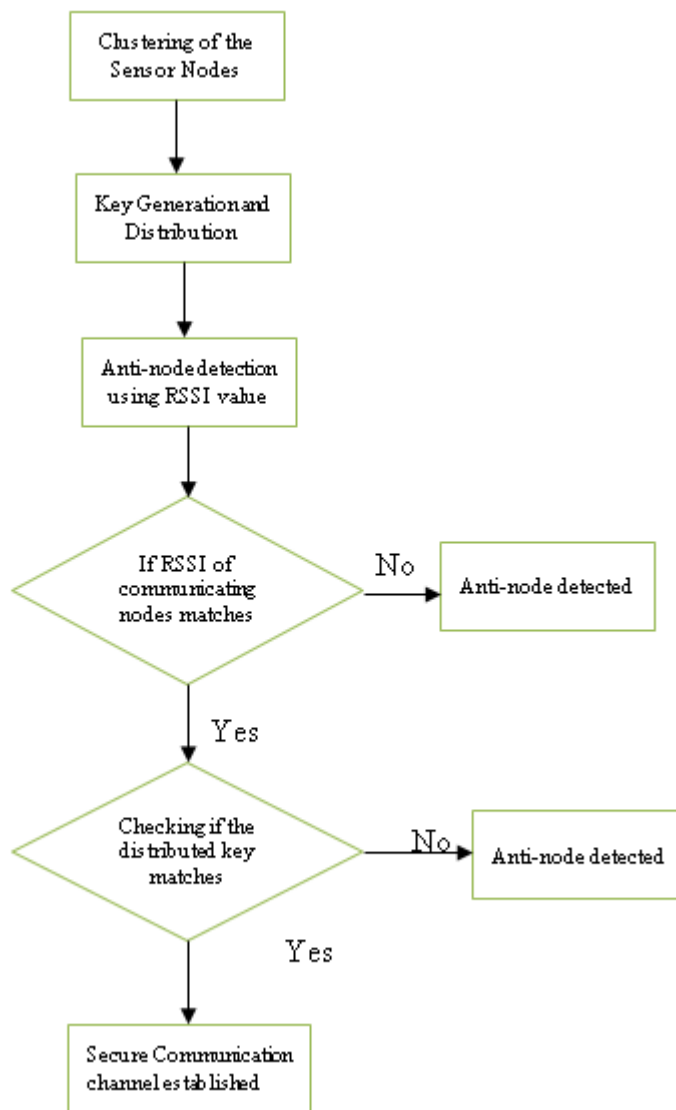 Clustering of the
Sensor Nodes
Key Generation and
Distribution
Anti-node detection
using RSSI value
If RSSI of
communicating
nodes matches
No
Anti-node detected
Yes
Checking if the
distributed key
matches
No
Anti-node detected
Yes
Secure Communication
channel established